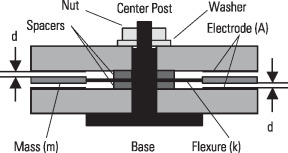 Nut
Center Post
Washer
Spacers
Electrode (A)
d
d
Mass (m)
Base
Flexure (k)